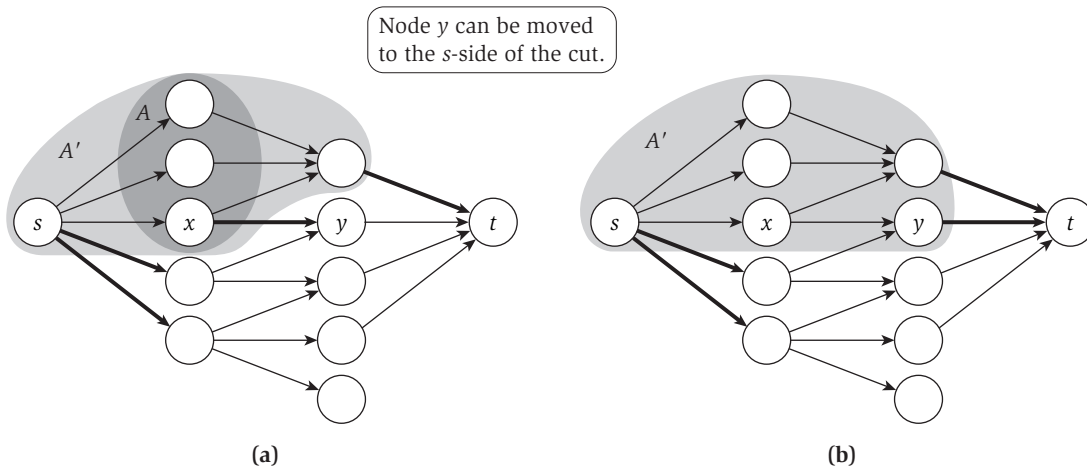 Node y can be moved
to the s-side of the cut.
A
A′
s
x
y
t
(a)
A′
s
x
y
t
(b)